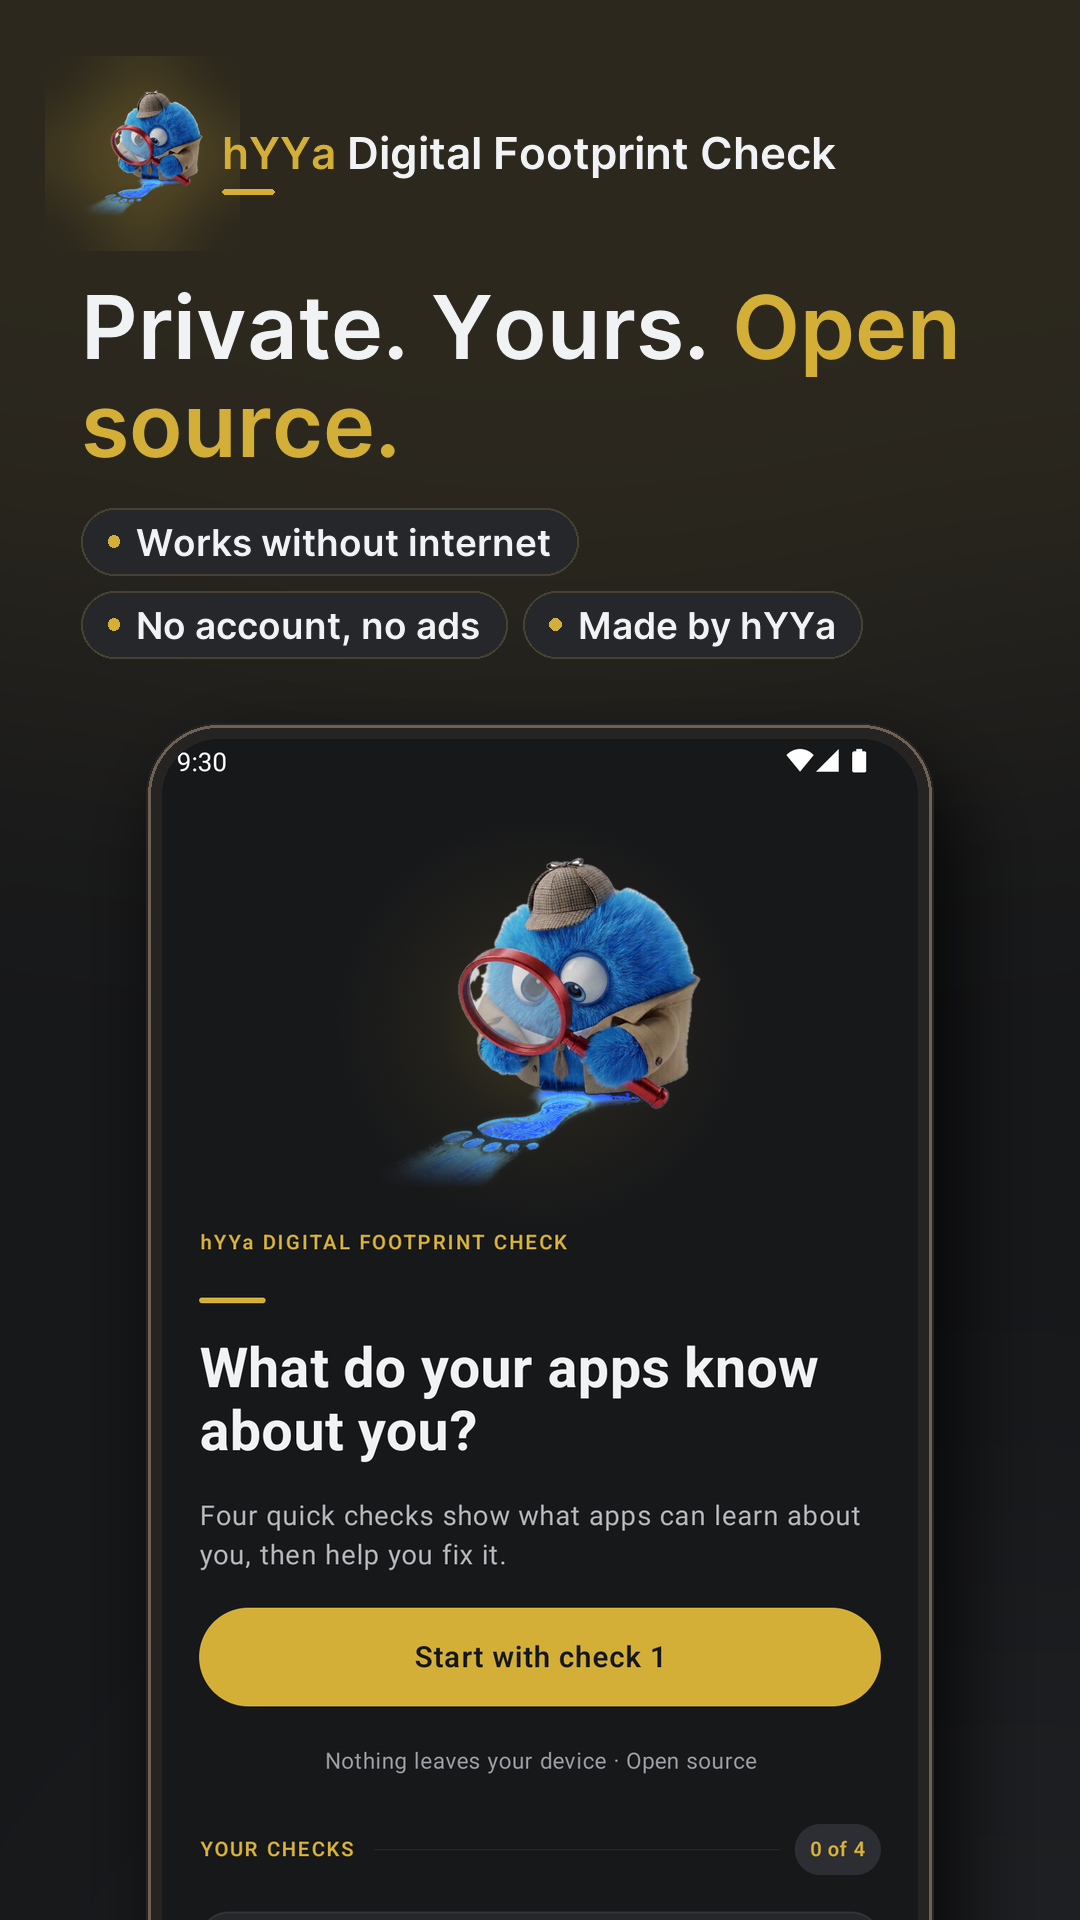 hYYa Digital Footprint Check
Private. Yours. Open
source.
Works without internet
No account, no ads
Made by hYYa
9:30
hYYa DIGITAL FOOTPRINT CHECK
What do your apps know
about you?
Four quick checks show what apps can learn about
you, then help you fix it.
Start with check 1
Nothing leaves your device · Open source
YOUR CHECKS
0 of 4